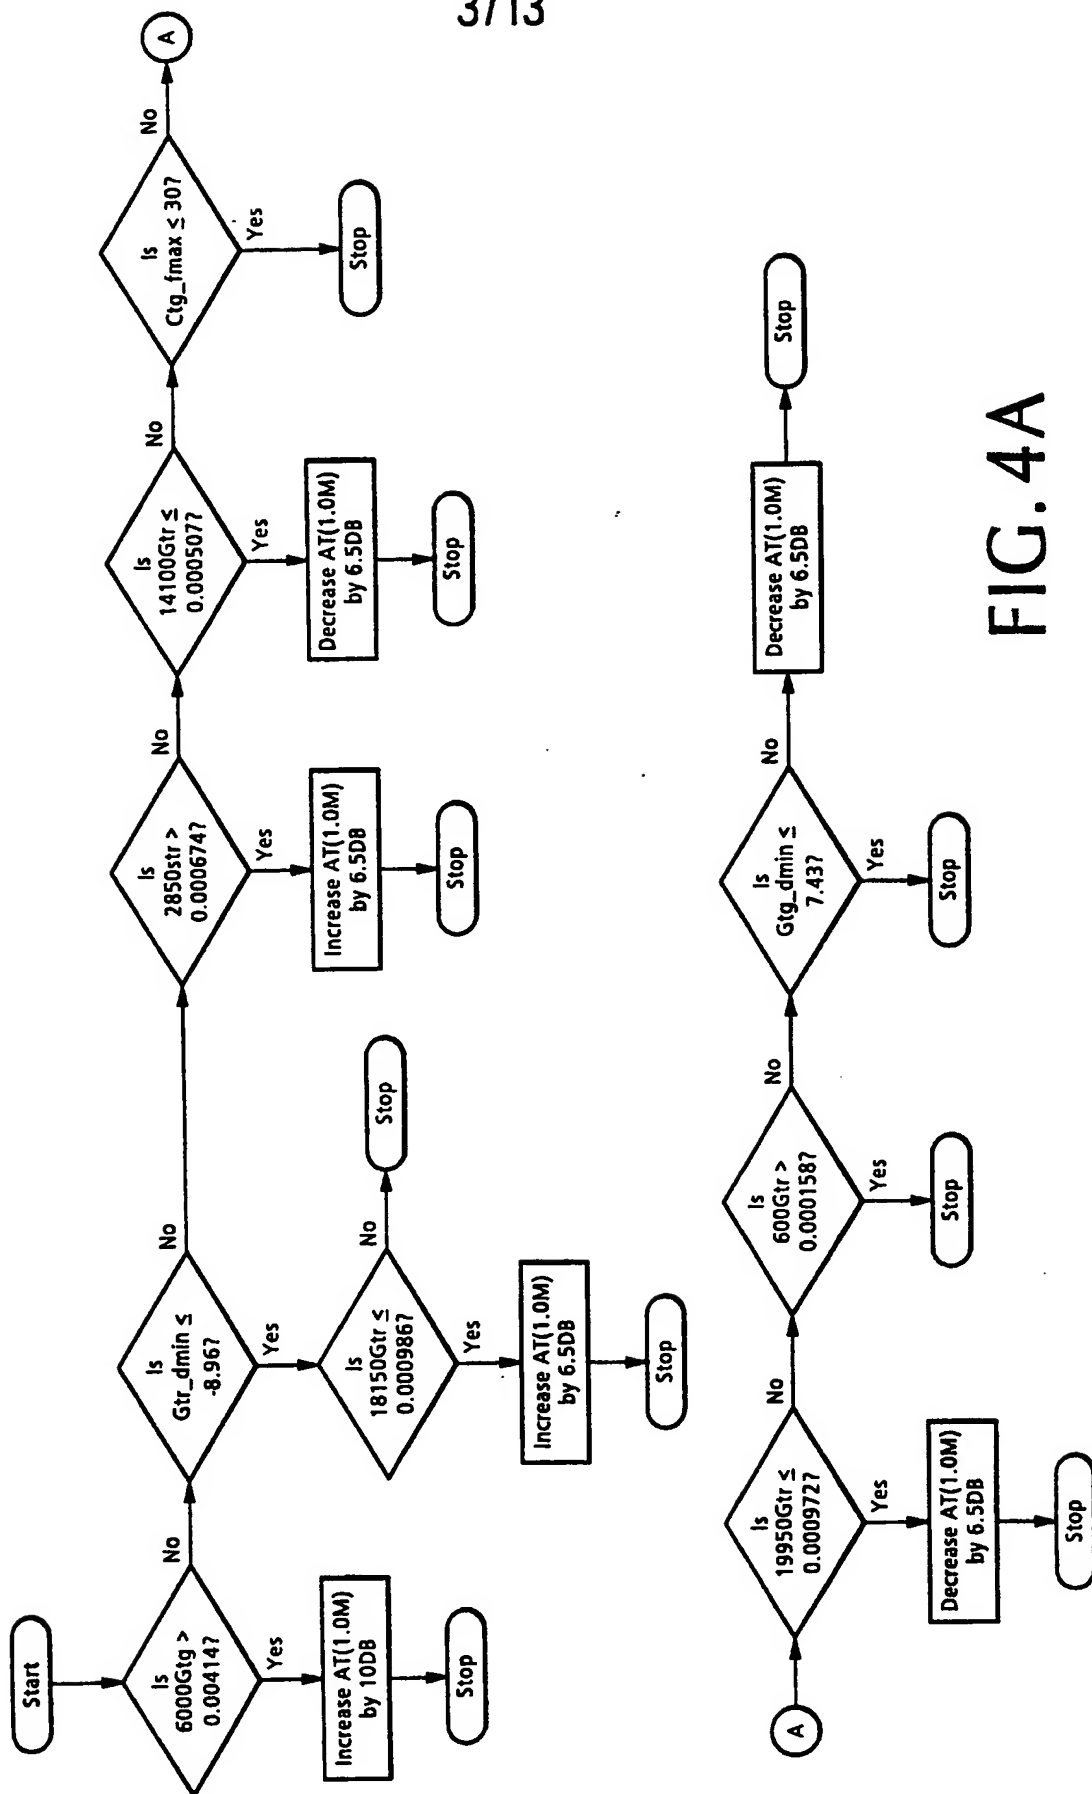 3/13
Start
Is
6000Gtg >
0.00414?
No
Yes
Increase AT(1.0M)
by 10DB
Stop
Is
Gtr_dmin ≤
-8.96?
No
Yes
Is
18150Gtr ≤
0.000986?
No
Stop
Yes
Increase AT(1.0M)
by 6.5DB
Stop
Is
2850str >
0.000674?
No
Yes
Increase AT(1.0M)
by 6.5DB
Stop
Is
14100Gtr ≤
0.000507?
No
Yes
Decrease AT(1.0M)
by 6.5DB
Stop
Is
Ctg_fmax ≤ 30?
No
Yes
Stop
A
A
Is
19950Gtr ≤
0.000972?
No
Yes
Decrease AT(1.0M)
by 6.5DB
Stop
Is
600Gtr >
0.000158?
No
Yes
Stop
Is
Gtg_dmin ≤
7.43?
No
Yes
Stop
Decrease AT(1.0M)
by 6.5DB
Stop
FIG. 4A